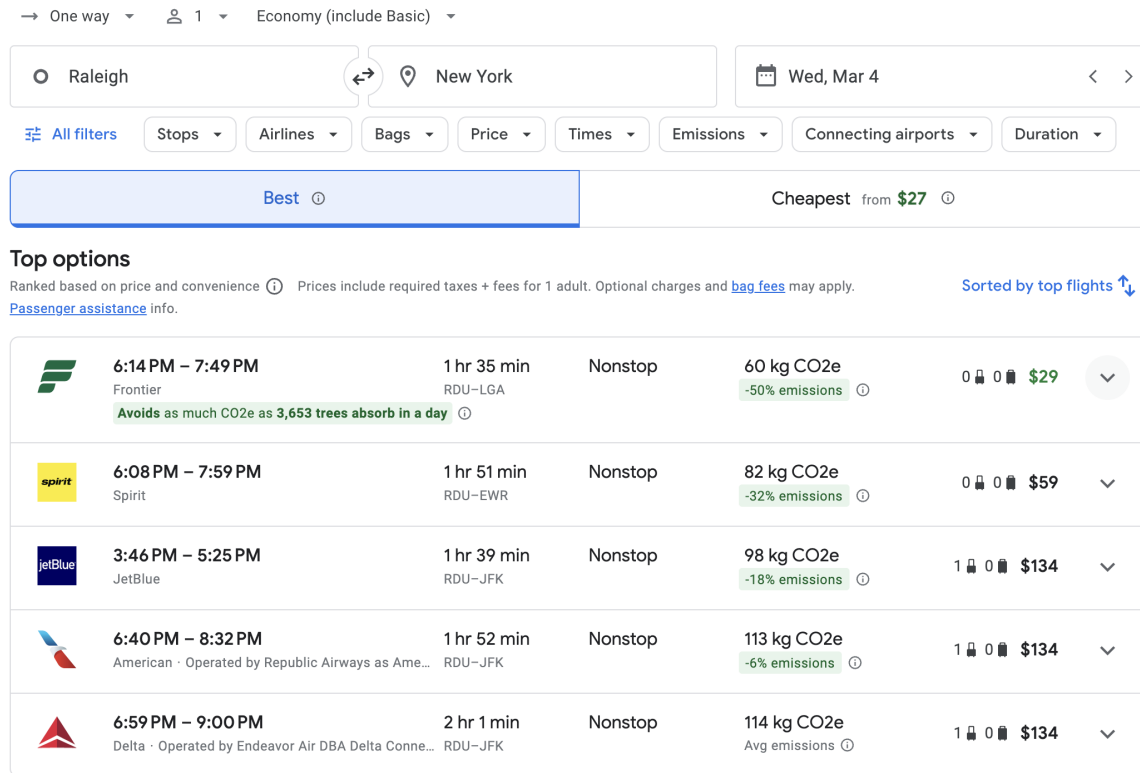 One way 1 Economy (include Basic)
Raleigh New York Wed, Mar 4
All filters Stops Airlines Bags Price Times Emissions Connecting airports Duration
Best Cheapest from $27
Top options
Ranked based on price and convenience Prices include required taxes + fees for 1 adult. Optional charges and bag fees may apply.
Sorted by top flights
Passenger assistance info.
6:14 PM – 7:49 PM 1 hr 35 min Nonstop 60 kg CO2e 0 0 $29
Frontier RDU–LGA -50% emissions
Avoids as much CO2e as 3,653 trees absorb in a day
spirit 6:08 PM – 7:59 PM 1 hr 51 min Nonstop 82 kg CO2e 0 0 $59
Spirit RDU–EWR -32% emissions
jetBlue 3:46 PM – 5:25 PM 1 hr 39 min Nonstop 98 kg CO2e 1 0 $134
JetBlue RDU–JFK -18% emissions
6:40 PM – 8:32 PM 1 hr 52 min Nonstop 113 kg CO2e 1 0 $134
American · Operated by Republic Airways as Ame... RDU–JFK -6% emissions
6:59 PM – 9:00 PM 2 hr 1 min Nonstop 114 kg CO2e 1 0 $134
Delta · Operated by Endeavor Air DBA Delta Conne... RDU–JFK Avg emissions